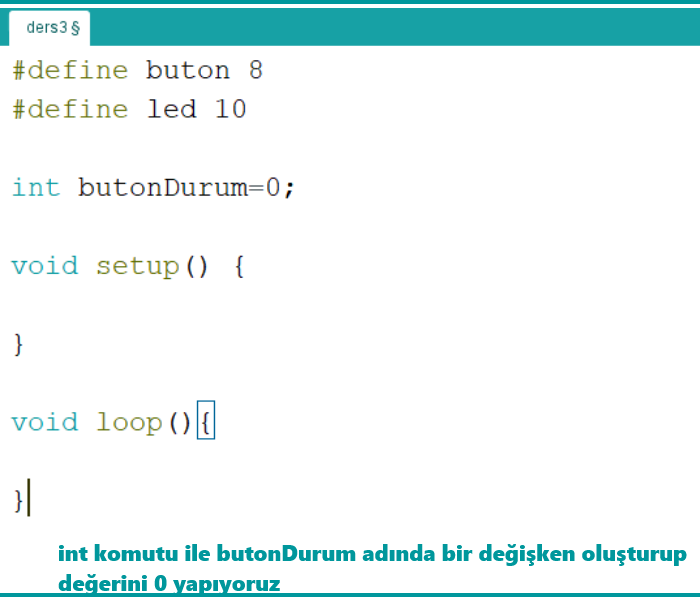 ders3 §
#define buton 8
#define led 10
int butonDurum=0;
void setup() {
}
void loop(){
}
int komutu ile butonDurum adında bir değişken oluşturup
değerini 0 yapıyoruz